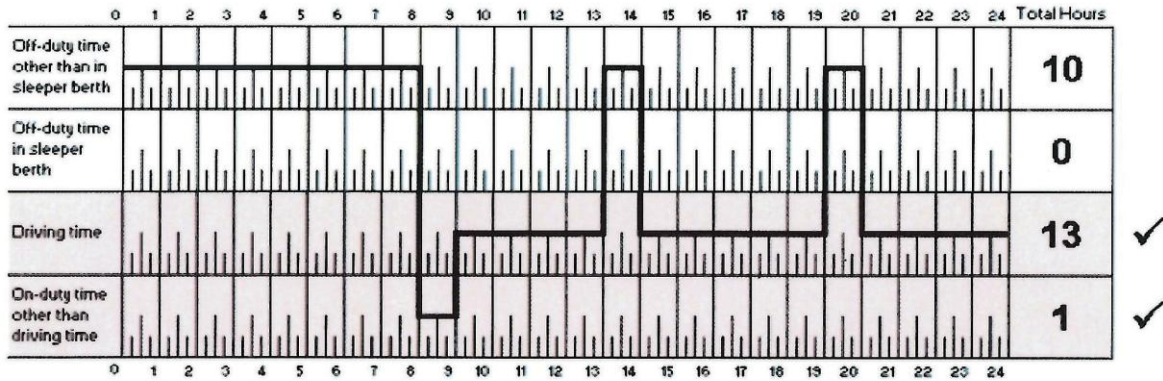 0 1 2 3 4 5 6 7 8 9 10 11 12 13 14 15 16 17 18 19 20 21 22 23 24 Total Hours
Off-duty time
other than in
sleeper berth
10
Off-duty time
in sleeper
berth
0
Driving time
13 ✓
On-duty time
other than
driving time
1 ✓
0 1 2 3 4 5 6 7 8 9 10 11 12 13 14 15 16 17 18 19 20 21 22 23 24